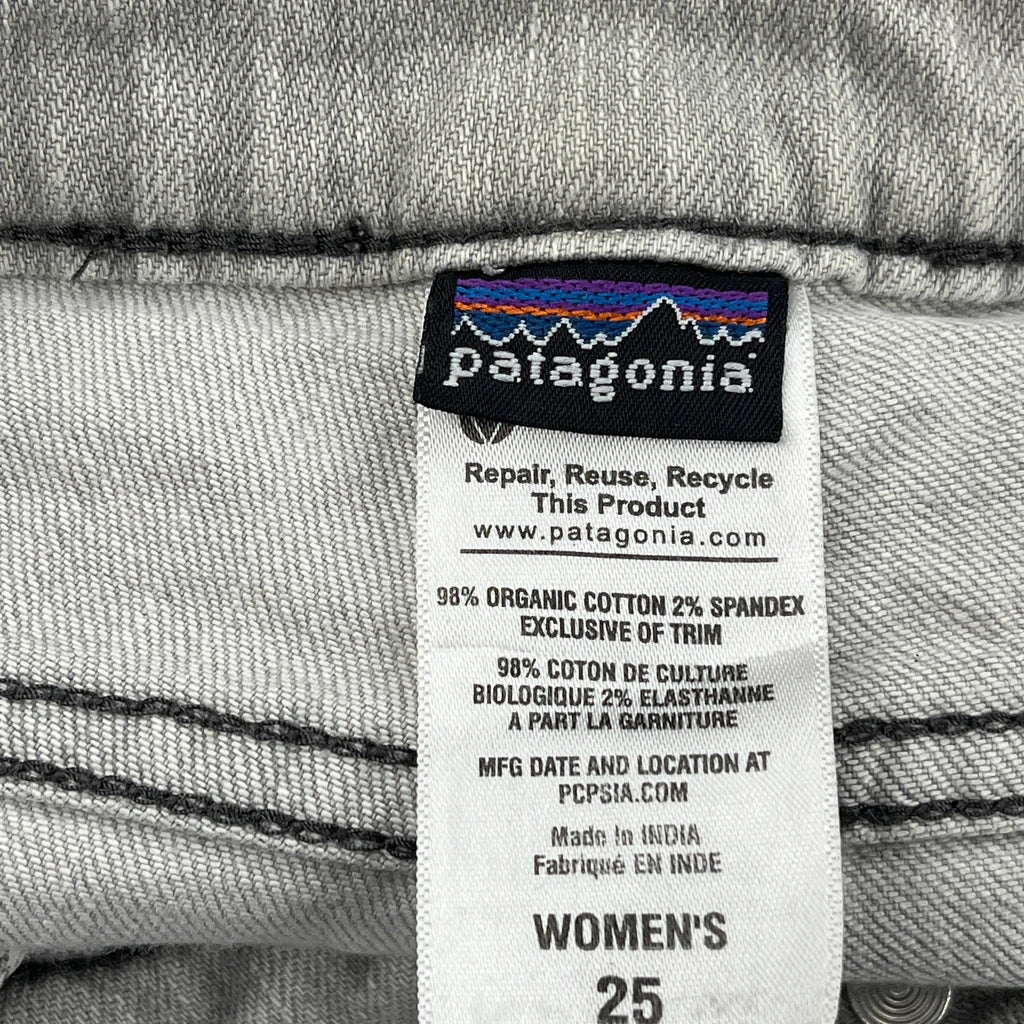 patagonia
Repair, Reuse, Recycle
This Product
www.patagonia.com
98% ORGANIC COTTON 2% SPANDEX
EXCLUSIVE OF TRIM
98% COTON DE CULTURE
BIOLOGIQUE 2% ELASTHANNE
A PART LA GARNITURE
MFG DATE AND LOCATION AT
PCPSIA.COM
Made In INDIA
Fabriqué EN INDE
WOMEN'S
25